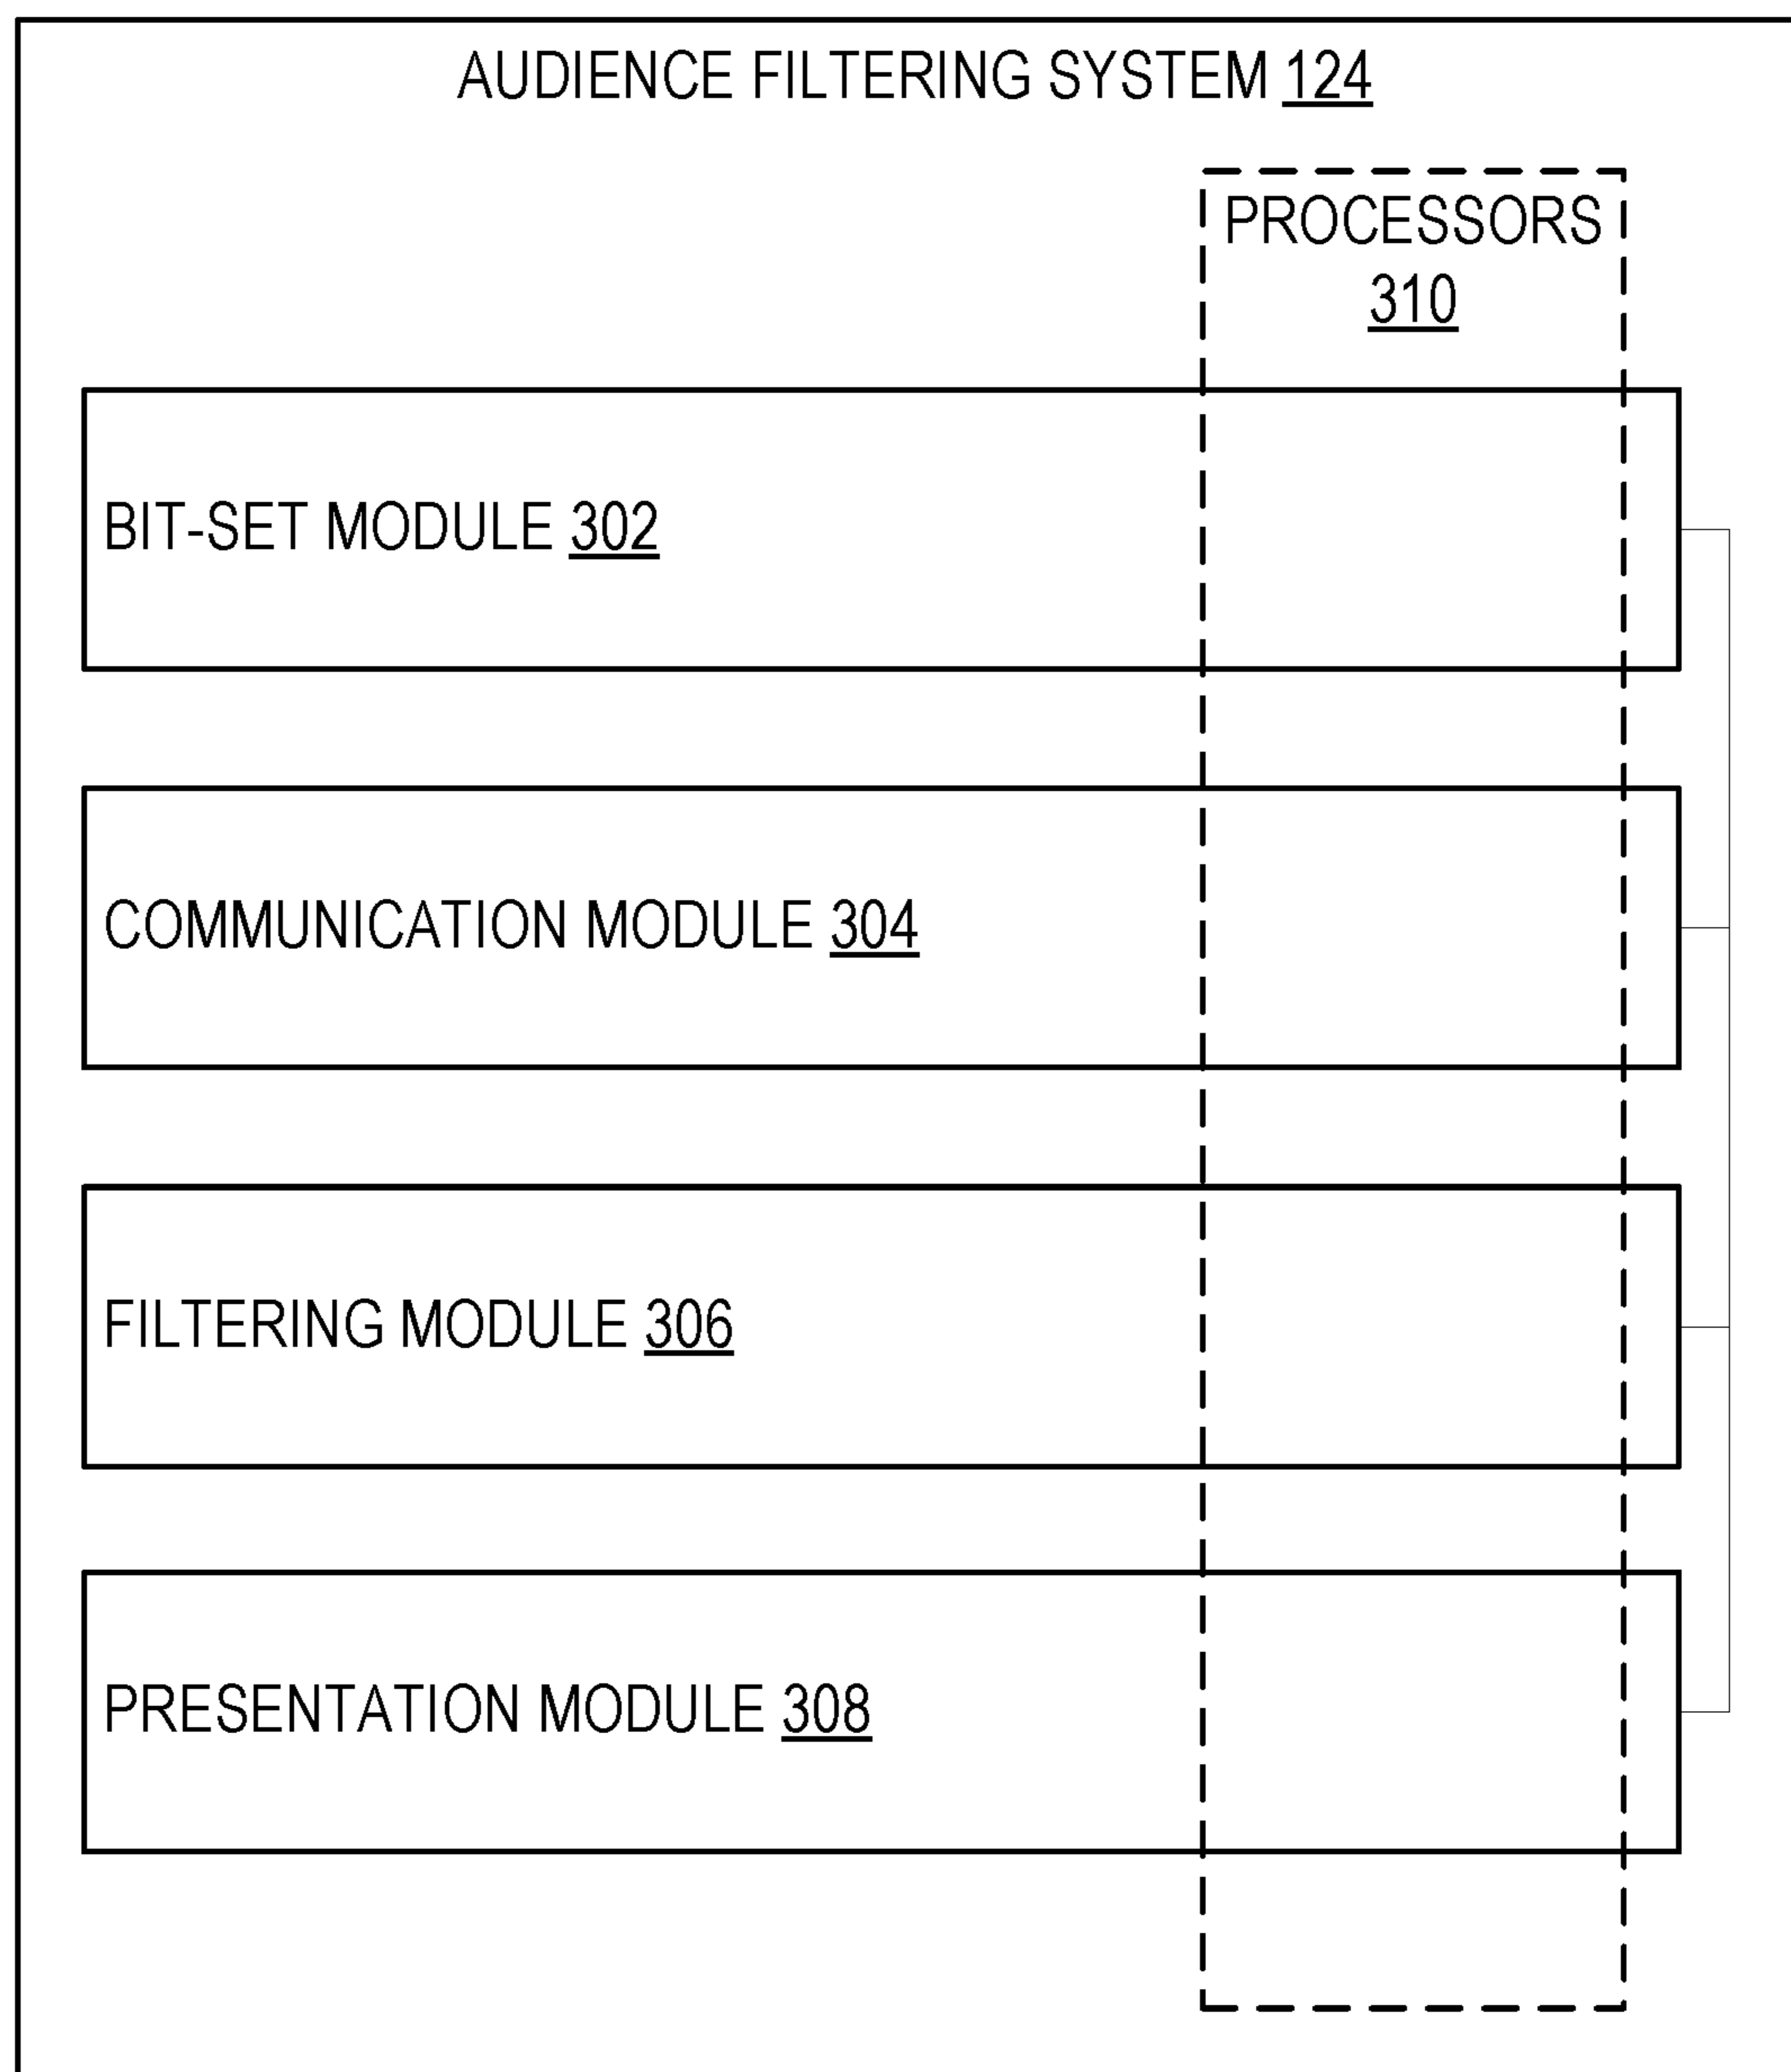 AUDIENCE FILTERING SYSTEM 124
PROCESSORS
310
BIT-SET MODULE 302
COMMUNICATION MODULE 304
FILTERING MODULE 306
PRESENTATION MODULE 308